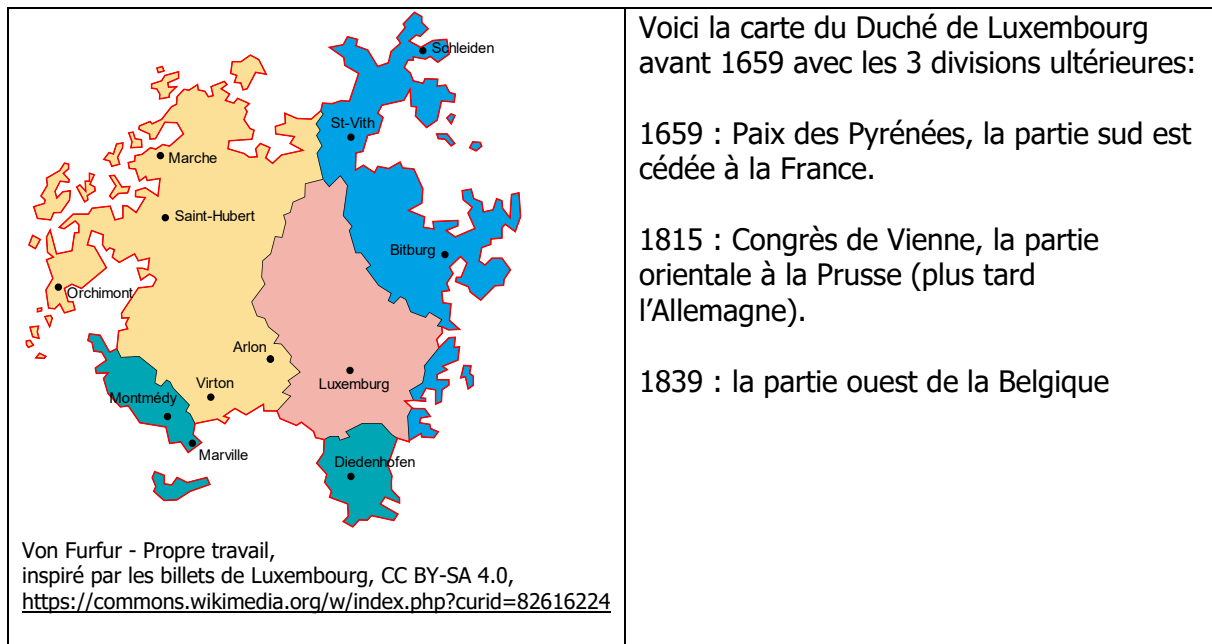 Schleiden
St-Vith
Marche
Saint-Hubert
Bitburg
Orchimont
Arlon
Luxemburg
Virton
Montmédy
Marville
Diedenhofen
Von Furfur - Propre travail,
inspiré par les billets de Luxembourg, CC BY-SA 4.0,
https://commons.wikimedia.org/w/index.php?curid=82616224
Voici la carte du Duché de Luxembourg
avant 1659 avec les 3 divisions ultérieures:
1659 : Paix des Pyrénées, la partie sud est
cédée à la France.
1815 : Congrès de Vienne, la partie
orientale à la Prusse (plus tard
l’Allemagne).
1839 : la partie ouest de la Belgique